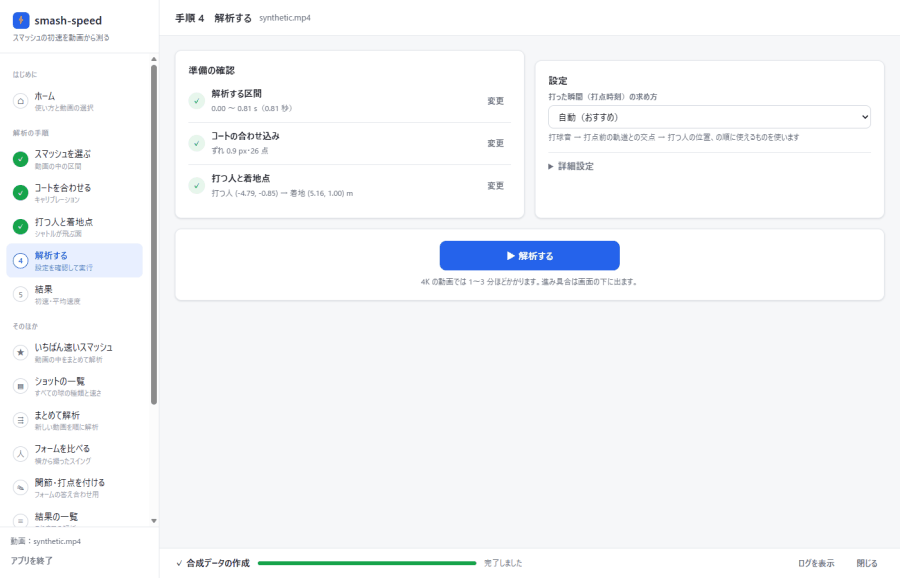 smash-speed
スマッシュの初速を動画から測る
はじめに
ホーム
使い方と動画の選択
解析の手順
スマッシュを選ぶ
動画の中の区間
コートを合わせる
キャリブレーション
打つ人と着地点
シャトルが飛ぶ面
4
解析する
設定を確認して実行
5
結果
初速・平均速度
そのほか
いちばん速いスマッシュ
動画の中をまとめて解析
ショットの一覧
すべての球の種類と速さ
まとめて解析
新しい動画を順に解析
人
フォームを比べる
横から撮ったスイング
関節・打点を付ける
フォームの答え合わせ用
結果の一覧
動画：synthetic.mp4
アプリを終了
手順 4 解析する synthetic.mp4
準備の確認
解析する区間
0.00 〜 0.81 s（0.81 秒）
変更
コートの合わせ込み
ずれ 0.9 px・26 点
変更
打つ人と着地点
打つ人 (-4.79, -0.85) → 着地 (5.16, 1.00) m
変更
設定
打った瞬間（打点時刻）の求め方
自動（おすすめ）
打球音 → 打点前の軌道との交点 → 打つ人の位置、の順に使えるものを使います
▶ 詳細設定
▶ 解析する
4K の動画では 1〜3 分ほどかかります。進み具合は画面の下に出ます。
✓ 合成データの作成
完了しました
ログを表示
閉じる